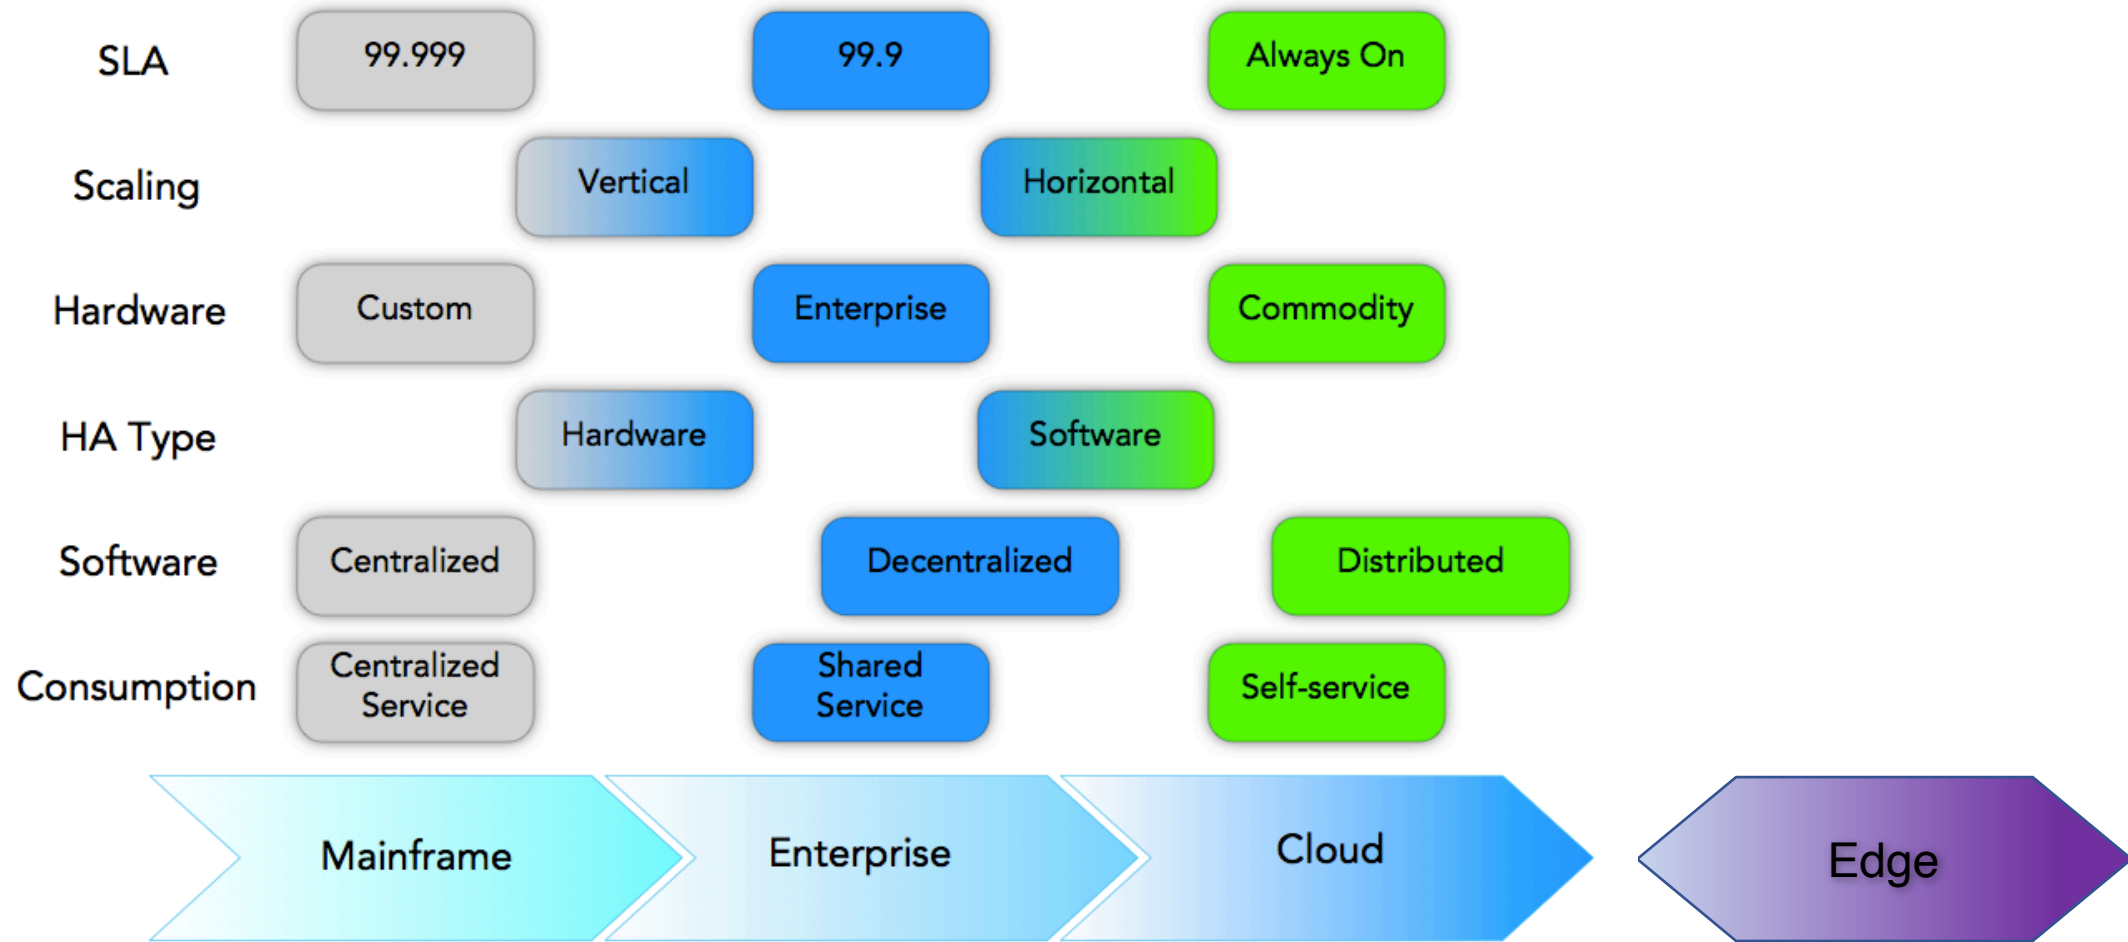 SLA
99.999
99.9
Always On
Scaling
Vertical
Horizontal
Hardware
Custom
Enterprise
Commodity
HA Type
Hardware
Software
Software
Centralized
Decentralized
Distributed
Consumption
Centralized
Service
Shared
Service
Self-service
Mainframe
Enterprise
Cloud
Edge